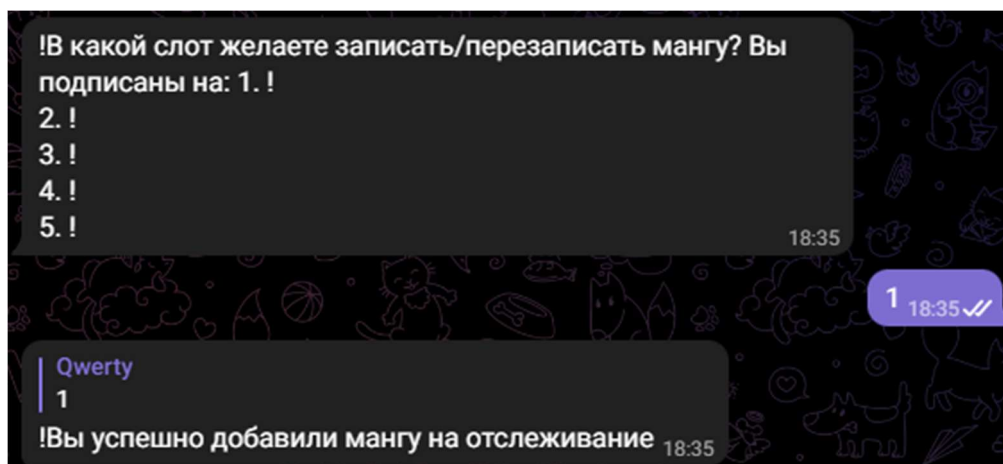 !В какой слот желаете записать/перезаписать мангу? Вы
подписаны на: 1. !
2. !
3. !
4. !
5. !
18:35
1 18:35
Qwerty
1
!Вы успешно добавили мангу на отслеживание 18:35